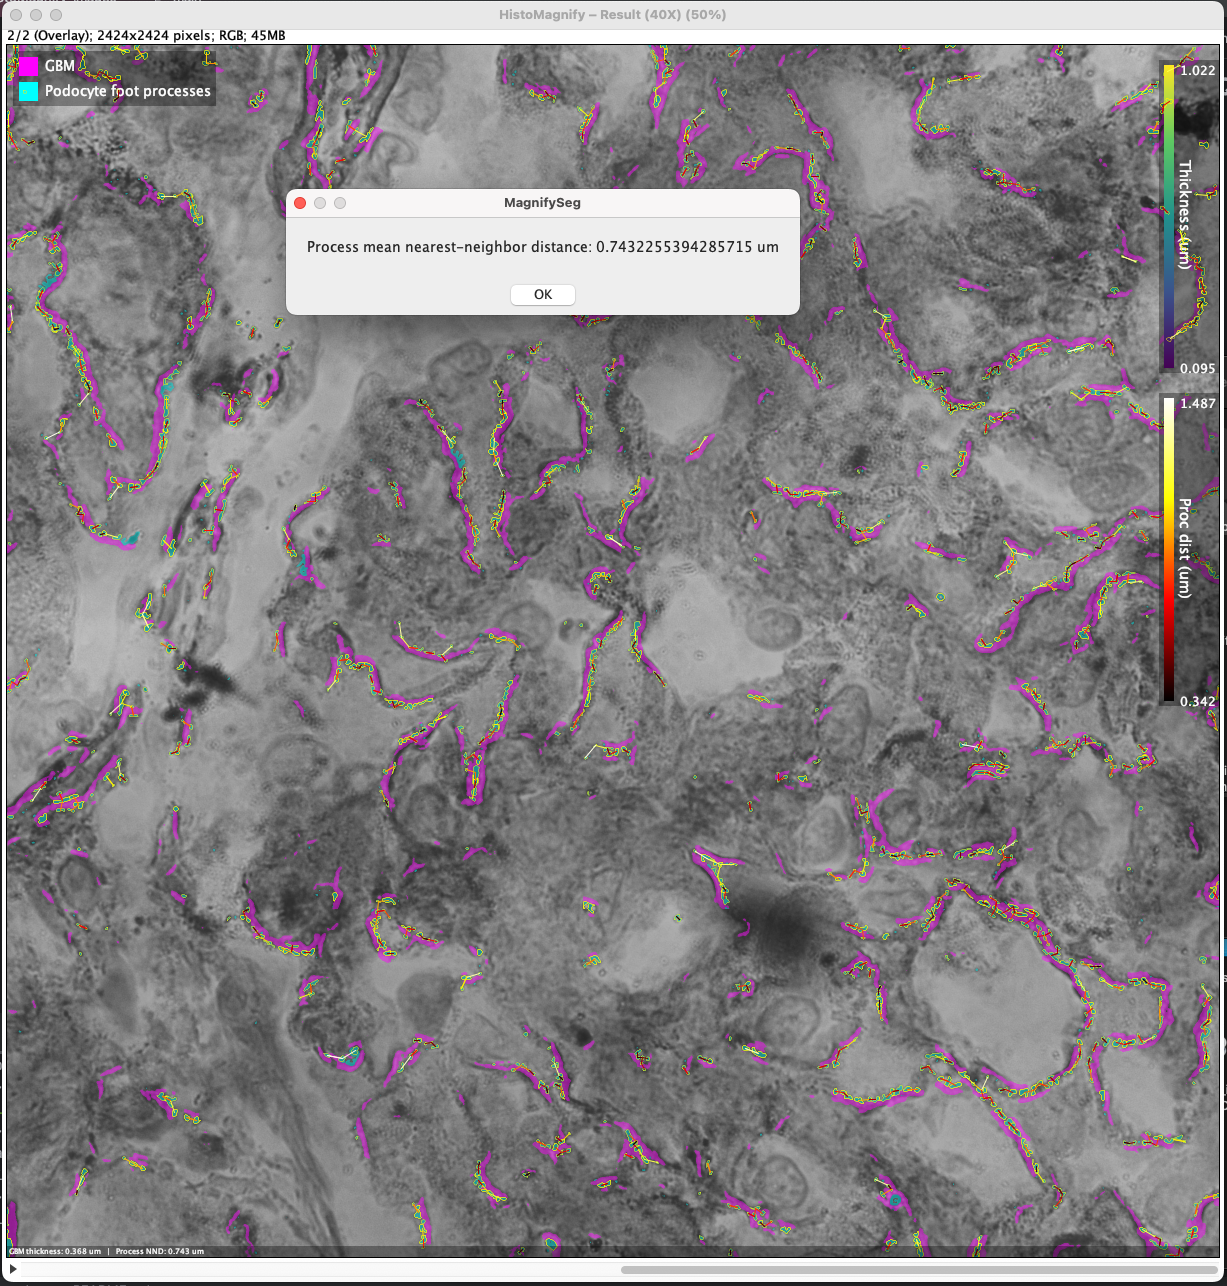 HistoMagnify – Result (40X) (50%)
2/2 (Overlay); 2424x2424 pixels; RGB; 45MB
GBM
Podocyte foot processes
1.022
Thickness (um)
0.095
MagnifySeg
Process mean nearest-neighbor distance: 0.7432255394285715 um
OK
1.487
Proc dist (um)
0.342
GBM thickness: 0.368 um | Process NND: 0.743 um